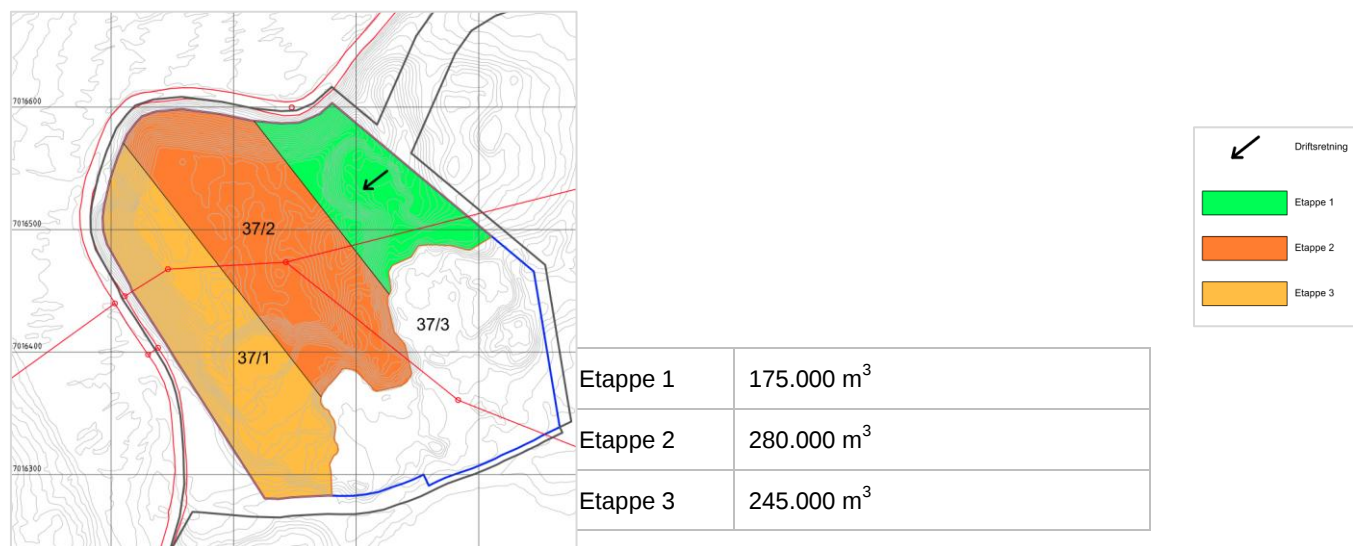 7016600
7016500
7016400
7016300
37/2
37/3
37/1
Driftsretning
Etappe 1
Etappe 2
Etappe 3
Etappe 1 175.000 m³
Etappe 2 280.000 m³
Etappe 3 245.000 m³